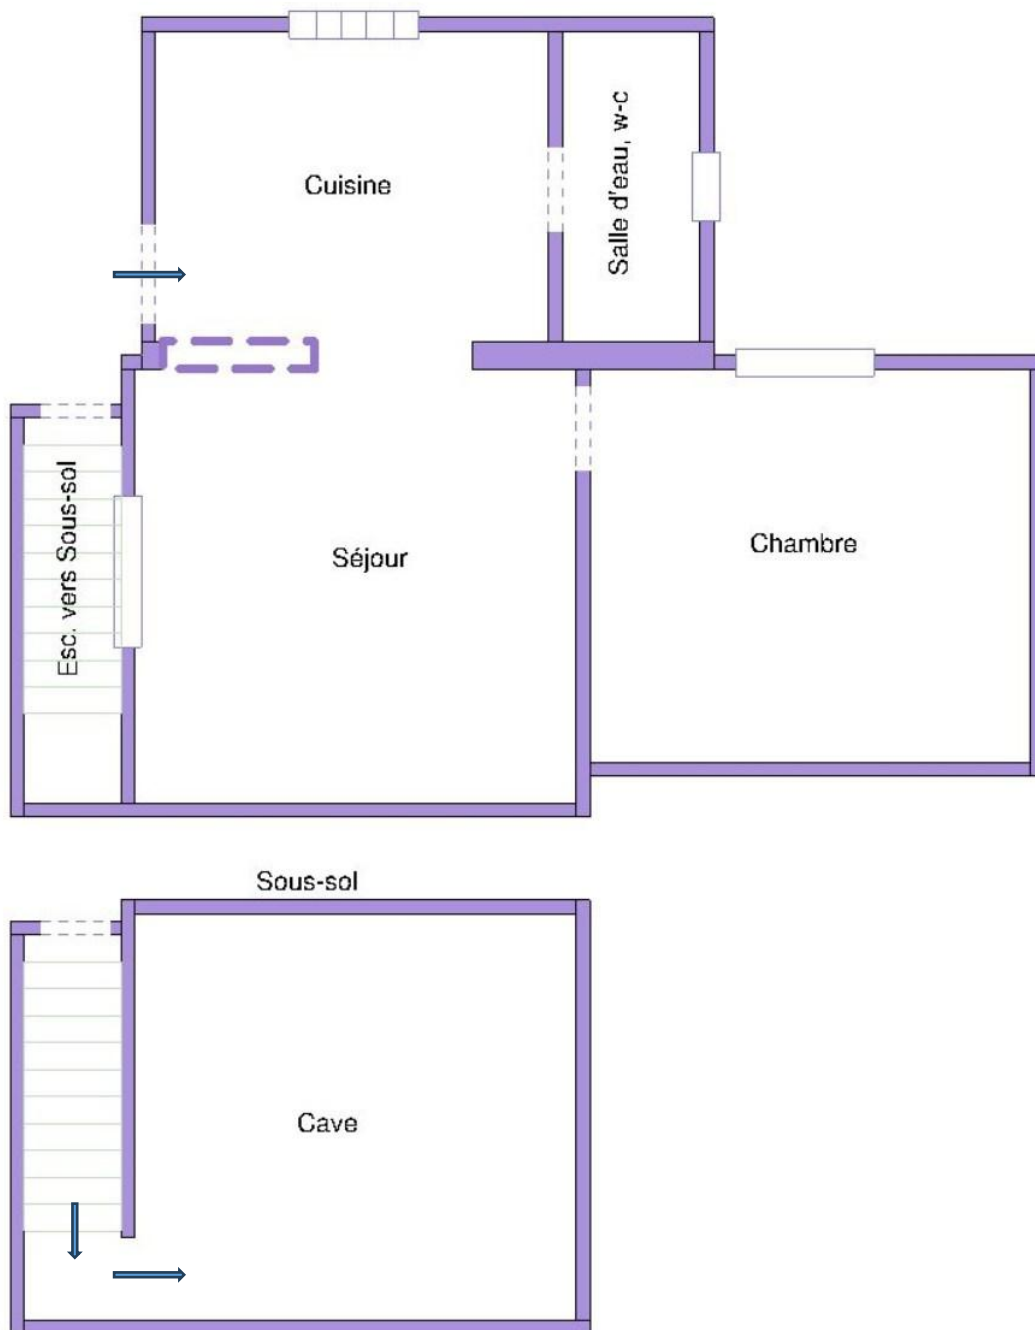 Cuisine
Salle d'eau, w-c
Esc. vers Sous-sol
Séjour
Chambre
Sous-sol
Cave